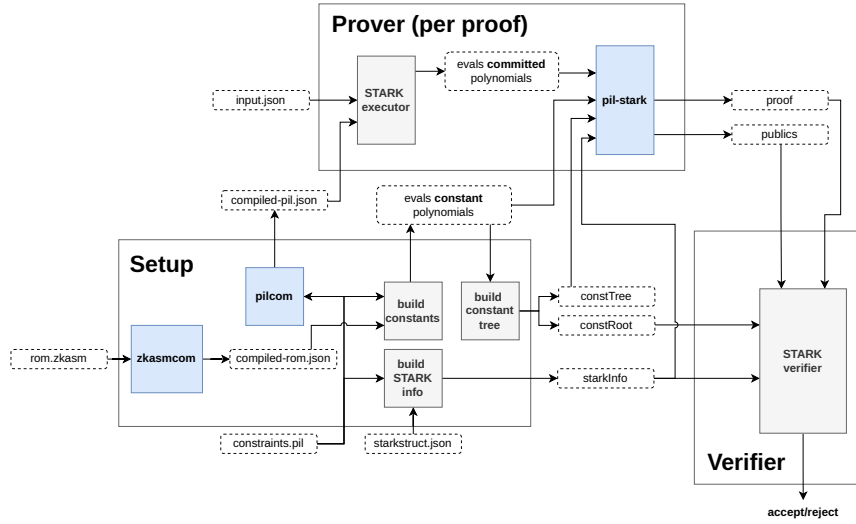 Prover (per proof)
evals committed
polynomials
STARK
executor
pil-stark
input.json
proof
publics
compiled-pil.json
evals constant
polynomials
Setup
pilcom
build
constants
build
constant
tree
constTree
constRoot
rom.zkasm
zkasmcom
compiled-rom.json
build
STARK
info
starkInfo
STARK
verifier
constraints.pil
starkstruct.json
Verifier
accept/reject